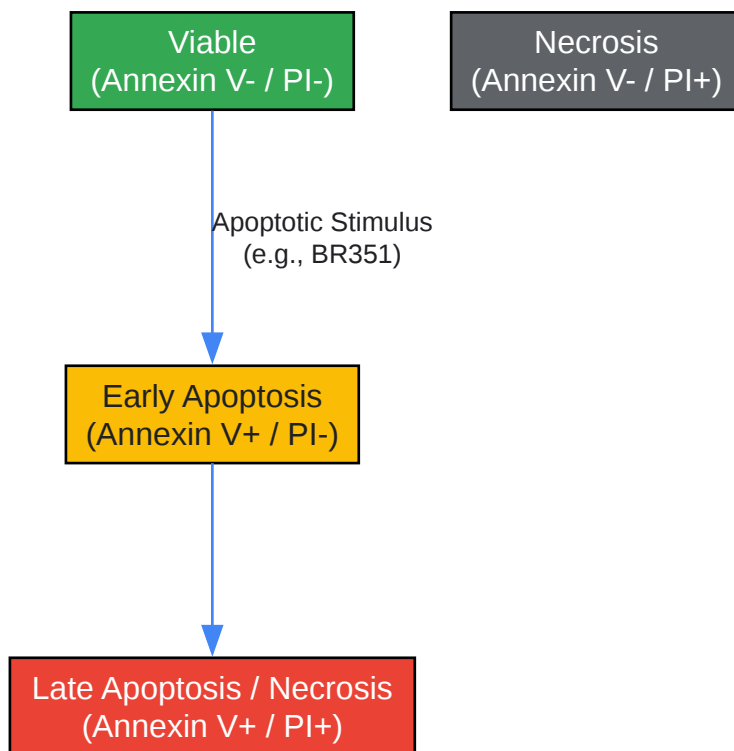 Viable
(Annexin V- / PI-)
Necrosis
(Annexin V- / PI+)
Apoptotic Stimulus
(e.g., BR351)
Early Apoptosis
(Annexin V+ / PI-)
Late Apoptosis / Necrosis
(Annexin V+ / PI+)